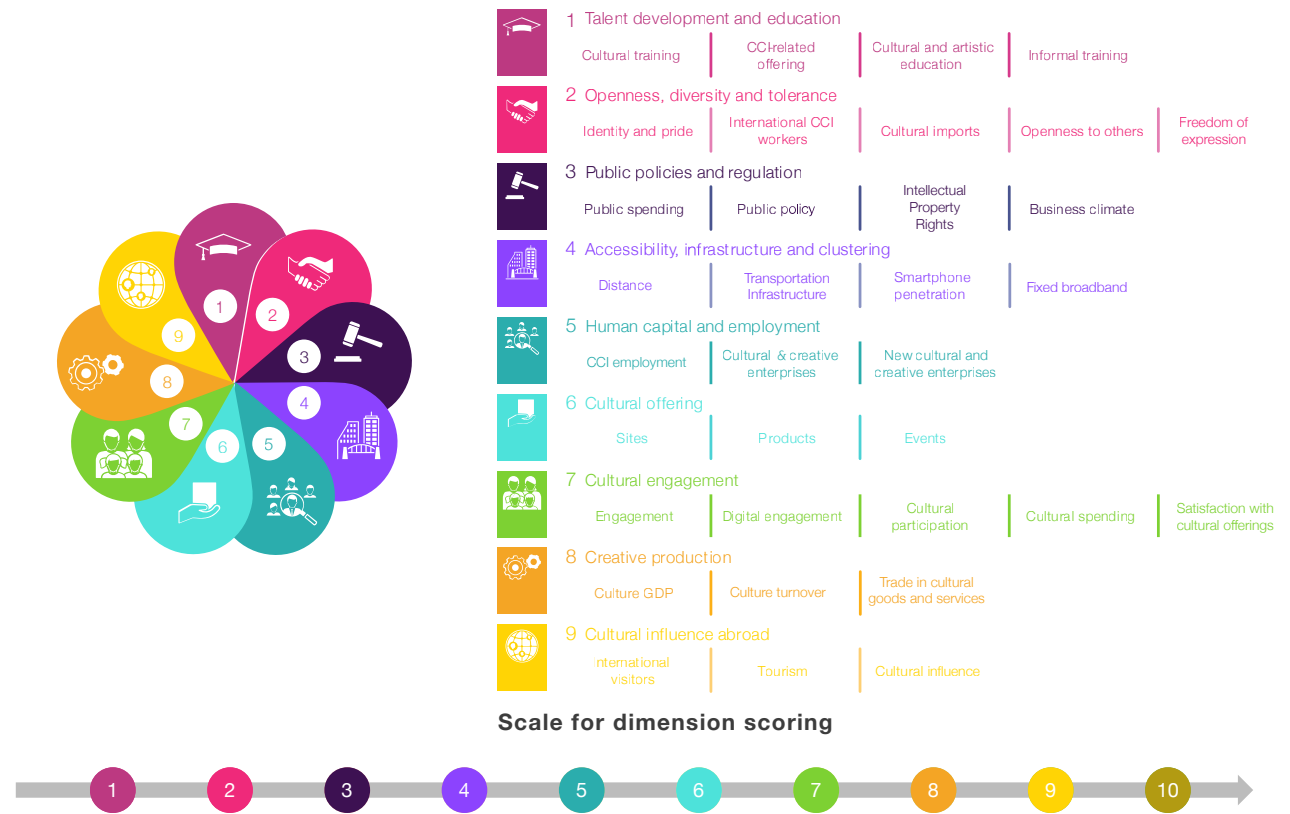 1 Talent development and education
Cultural training
CCI-related
offering
Cultural and artistic
education
Informal training
2 Openness, diversity and tolerance
Identity and pride
International CCI
workers
Cultural imports
Openness to others
Freedom of
expression
3 Public policies and regulation
Public spending
Public policy
Intellectual
Property
Rights
Business climate
4 Accessibility, infrastructure and clustering
Distance
Transportation
Infrastructure
Smartphone
penetration
Fixed broadband
5 Human capital and employment
CCI employment
Cultural & creative
enterprises
New cultural and
creative enterprises
6 Cultural offering
Sites
Products
Events
7 Cultural engagement
Engagement
Digital engagement
Cultural
participation
Cultural spending
Satisfaction with
cultural offerings
8 Creative production
Culture GDP
Culture turnover
Trade in cultural
goods and services
9 Cultural influence abroad
International
visitors
Tourism
Cultural influence
1
2
3
4
5
6
7
8
9
Scale for dimension scoring
1 2 3 4 5 6 7 8 9 10